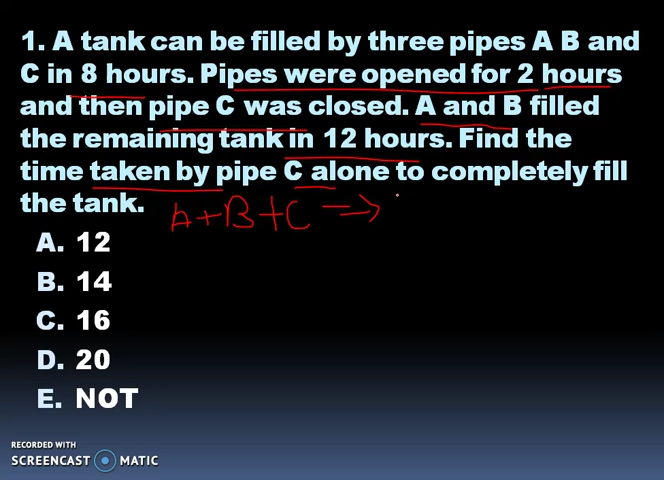 1. A tank can be filled by three pipes A B and
C in 8 hours. Pipes were opened for 2 hours
and then pipe C was closed. A and B filled
the remaining tank in 12 hours. Find the
time taken by pipe C alone to completely fill
the tank.
A+B+C →
A. 12
B. 14
C. 16
D. 20
E. NOT
RECORDED WITH
SCREENCAST MATIC